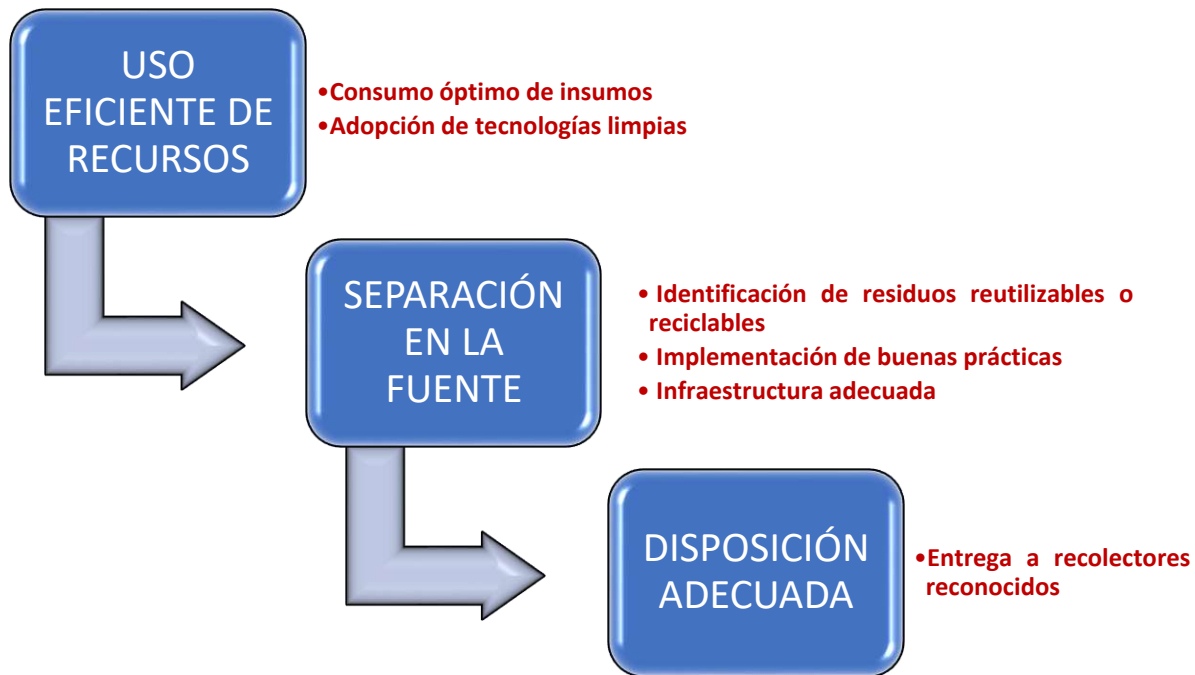 USO
EFICIENTE DE
RECURSOS
•Consumo óptimo de insumos
•Adopción de tecnologías limpias
SEPARACIÓN
EN LA
FUENTE
• Identificación de residuos reutilizables o
reciclables
• Implementación de buenas prácticas
• Infraestructura adecuada
DISPOSICIÓN
ADECUADA
•Entrega a recolectores
reconocidos